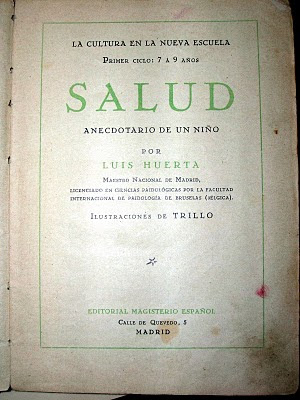 LA CULTURA EN LA NUEVA ESCUELA
PRIMER CICLO: 7 A 9 AÑOS
SALUD
ANECDOTARIO DE UN NIÑO
POR
LUIS HUERTA
MAESTRO NACIONAL DE MADRID,
LICENCIADO EN CIENCIAS PAIDOLÓGICAS POR LA FACULTAD
INTERNACIONAL DE PAIDOLOGÍA DE BRUSELAS (BÉLGICA).
ILUSTRACIONES DE TRILLO
EDITORIAL MAGISTERIO ESPAÑOL
CALLE DE QUEVEDO, 5
MADRID